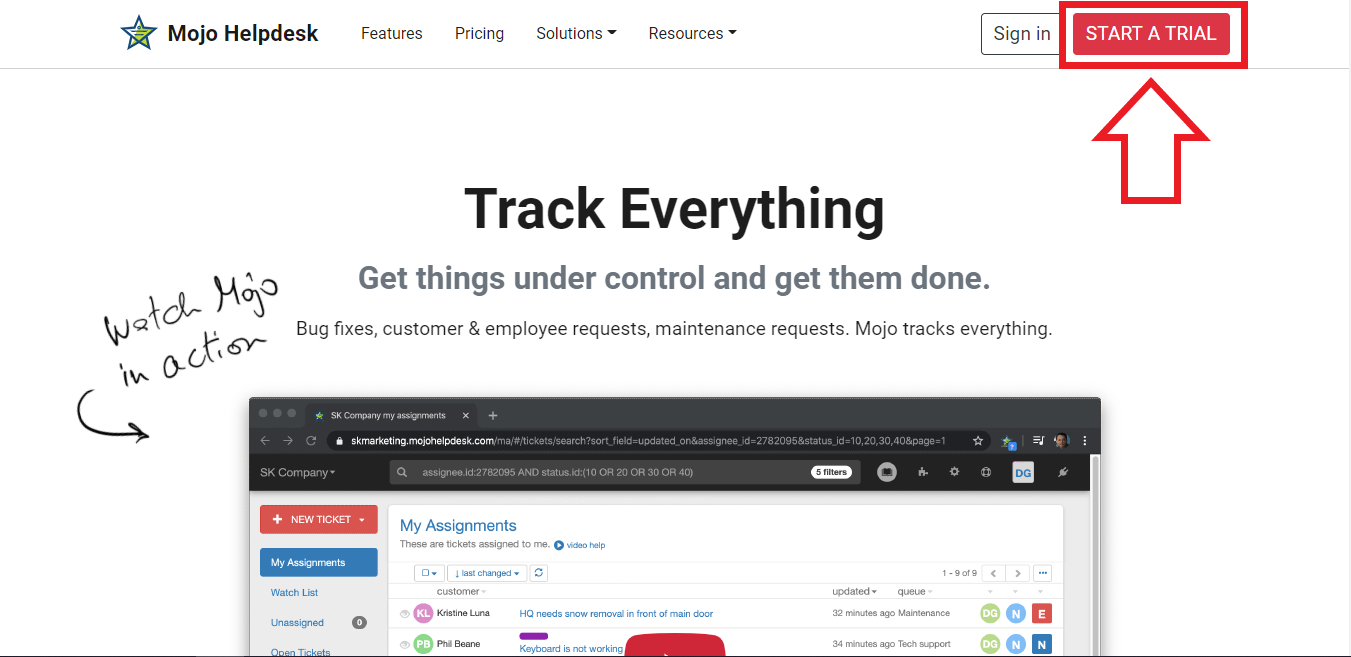 Mojo Helpdesk Features Pricing Solutions Resources Sign in START A TRIAL
Track Everything
Get things under control and get them done.
Watch Mojo
in action
Bug fixes, customer & employee requests, maintenance requests. Mojo tracks everything.
SK Company my assignments
skmarketing.mojohelpdesk.com/ma/#/tickets/search?sort_field=updated_on&assignee_id=2782095&status_id=10,20,30,40&page=1
SK Company assignee.id:2782095 AND status.id:(10 OR 20 OR 30 OR 40) 5 filters DG
NEW TICKET
My Assignments
These are tickets assigned to me. video help
My Assignments
last changed 1 - 9 of 9
customer updated queue
Watch List
KL Kristine Luna HQ needs snow removal in front of main door 32 minutes ago Maintenance DG N E
Unassigned 0
PB Phil Beane Keyboard is not working 34 minutes ago Tech support DG N N
Open Tickets